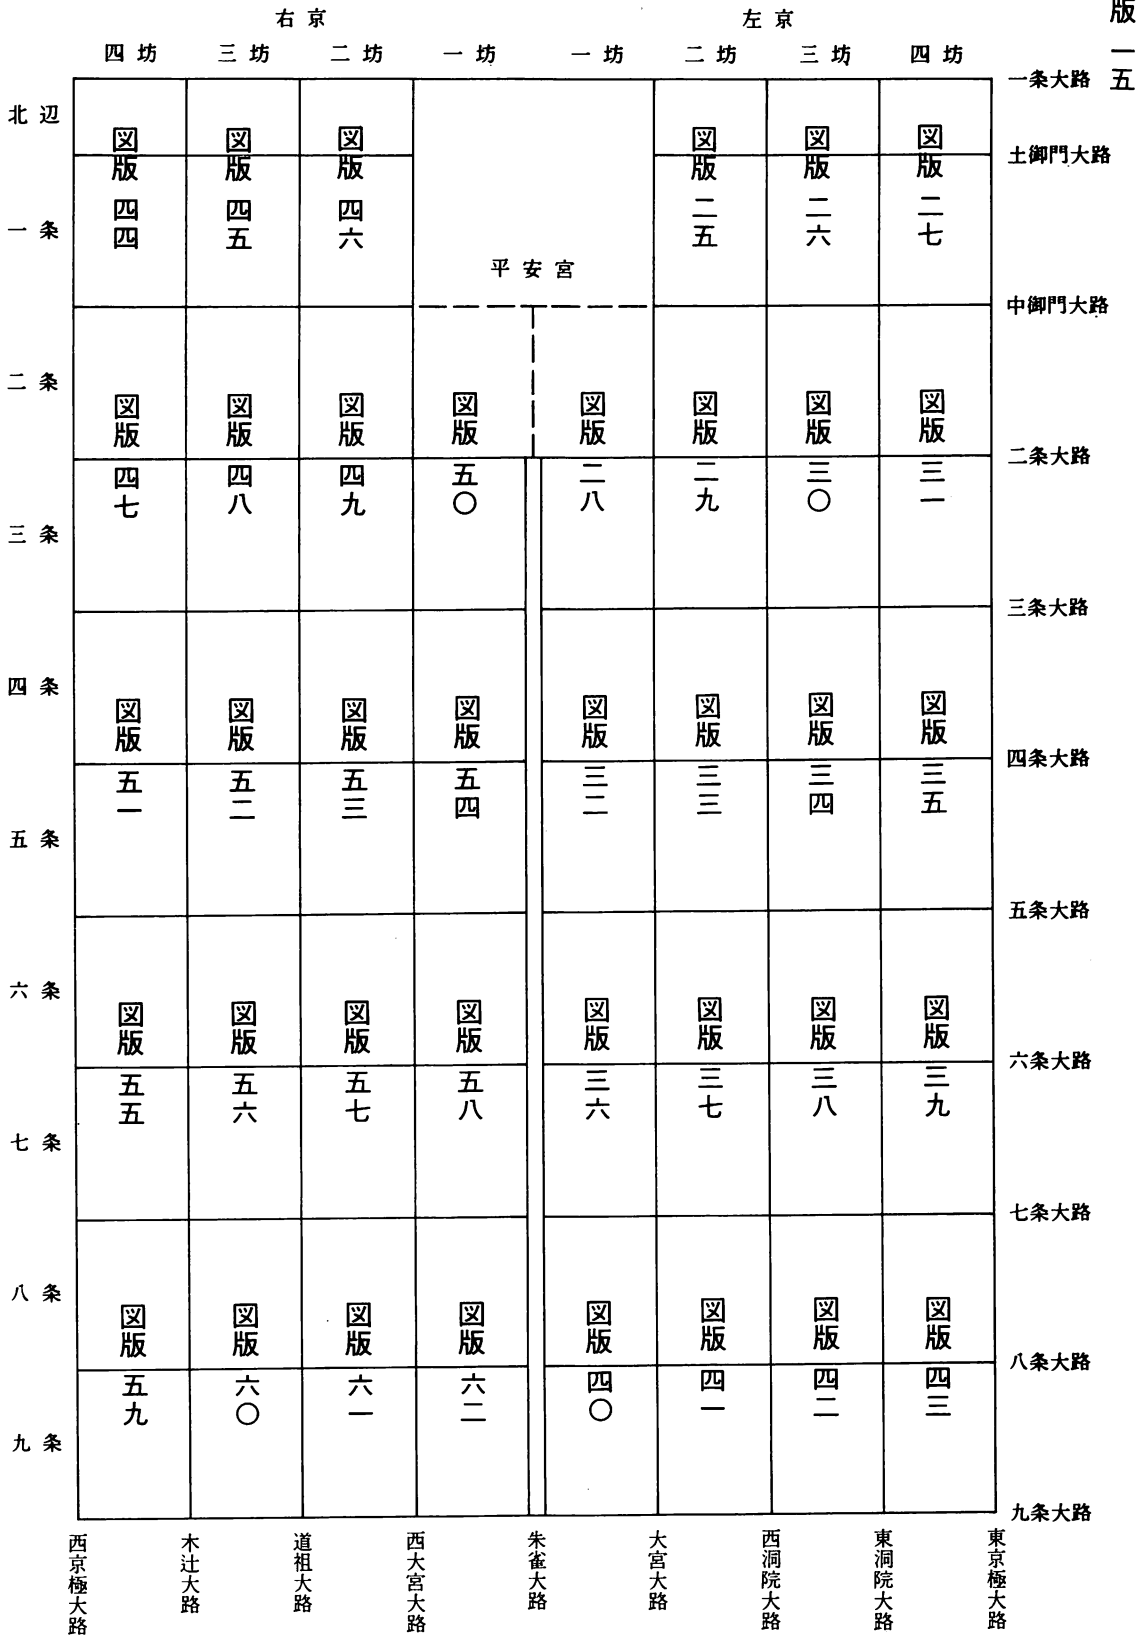 版一五
右京 左京
四坊 三坊 二坊 一坊 一坊 二坊 三坊 四坊
一条大路
北辺
土御門大路
図版四四 図版四五 図版四六 図版二五 図版二六 図版二七
一条
平安宮
中御門大路
二条
図版四七 図版四八 図版四九 図版五〇 図版二八 図版二九 図版三〇 図版三一
二条大路
三条
三条大路
四条
図版五一 図版五二 図版五三 図版五四 図版三二 図版三三 図版三四 図版三五
四条大路
五条
五条大路
六条
図版五五 図版五六 図版五七 図版五八 図版三六 図版三七 図版三八 図版三九
六条大路
七条
七条大路
八条
図版五九 図版六〇 図版六一 図版六二 図版四〇 図版四一 図版四二 図版四三
八条大路
九条
九条大路
西京極大路
木辻大路
道祖大路
西大宮大路
朱雀大路
大宮大路
西洞院大路
東洞院大路
東京極大路